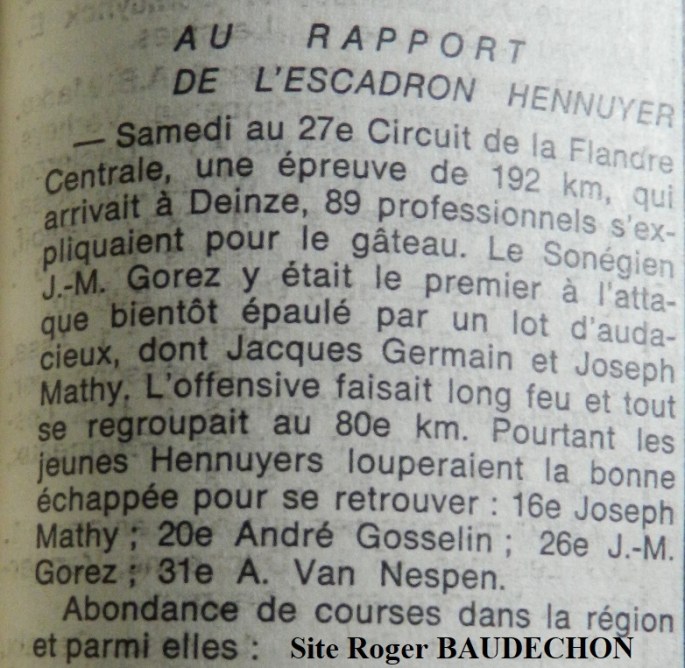 AU RAPPORT
DE L'ESCADRON HENNUYER
— Samedi au 27e Circuit de la Flandre
Centrale, une épreuve de 192 km, qui
arrivait à Deinze, 89 professionnels s'ex-
pliquaient pour le gâteau. Le Sonégien
J.-M. Gorez y était le premier à l'atta-
que bientôt épaulé par un lot d'auda-
cieux, dont Jacques Germain et Joseph
Mathy. L'offensive faisait long feu et tout
se regroupait au 80e km. Pourtant les
jeunes Hennuyers louperaient la bonne
échappée pour se retrouver : 16e Joseph
Mathy ; 20e André Gosselin ; 26e J.-M.
Gorez ; 31e A. Van Nespen.
Abondance de courses dans la région
et parmi elles : Site Roger BAUDECHON